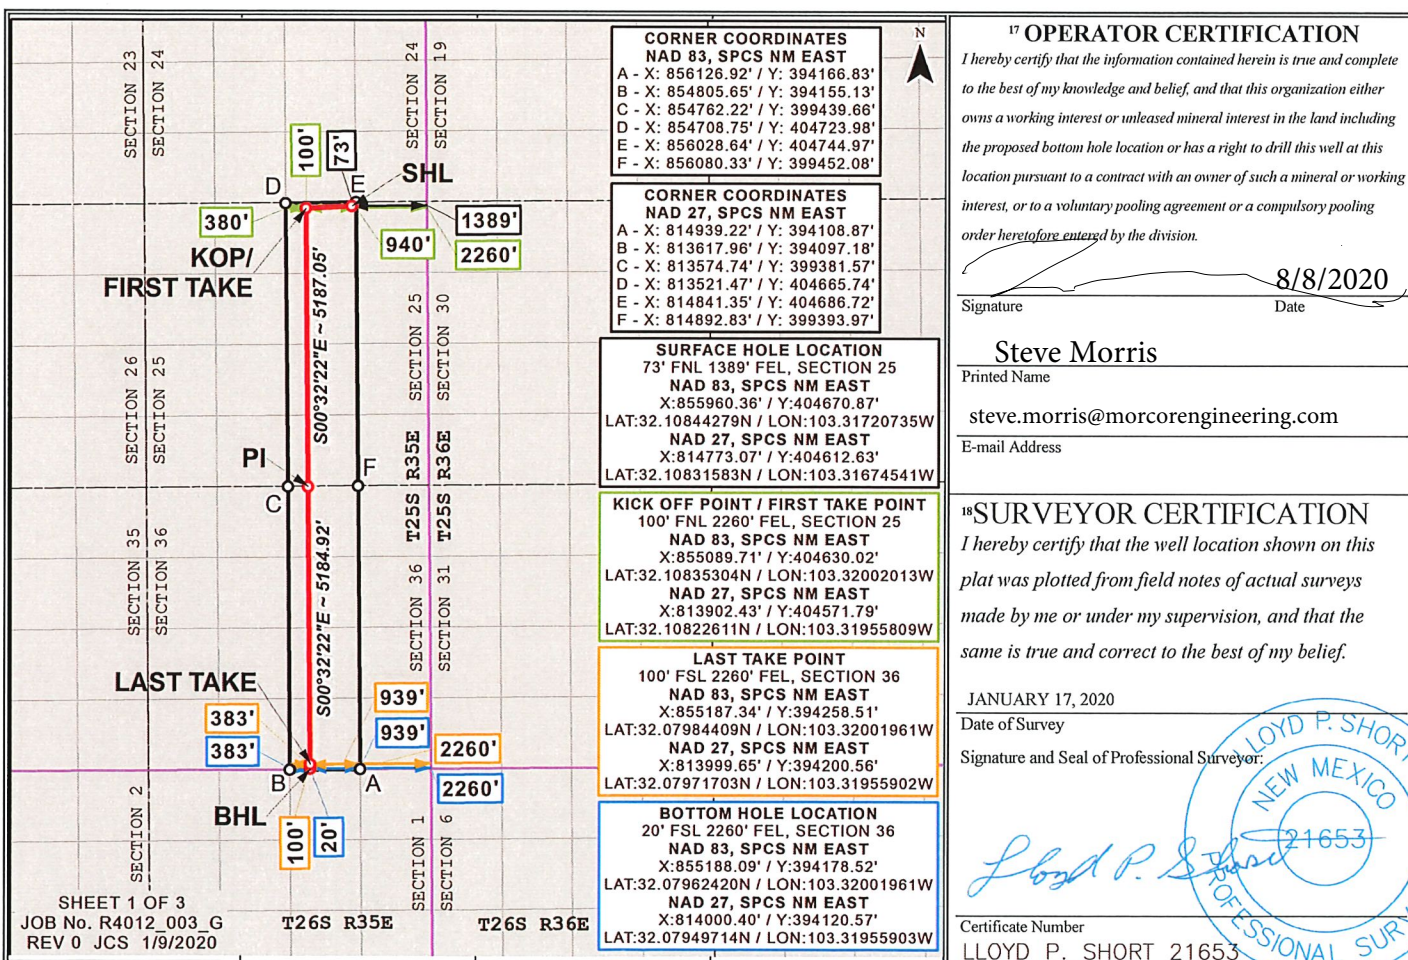 SECTION 23
SECTION 24
SECTION 24
SECTION 19
N
100'
73'
D
E
SHL
380'
1389'
940'
2260'
KOP/
FIRST TAKE
S00°32'22"E ~ 5187.05'
SECTION 25
SECTION 30
SECTION 26
SECTION 25
T25S R35E
T25S R36E
PI
F
C
SECTION 35
SECTION 36
S00°32'22"E ~ 5184.92'
SECTION 36
SECTION 31
LAST TAKE
939'
383'
939'
383'
2260'
B
A
2260'
BHL
100'
20'
SECTION 2
SECTION 1
SECTION 6
SHEET 1 OF 3
JOB No. R4012_003_G
REV 0 JCS 1/9/2020
T26S R35E
T26S R36E
CORNER COORDINATES
NAD 83, SPCS NM EAST
A - X: 856126.92' / Y: 394166.83'
B - X: 854805.65' / Y: 394155.13'
C - X: 854762.22' / Y: 399439.66'
D - X: 854708.75' / Y: 404723.98'
E - X: 856028.64' / Y: 404744.97'
F - X: 856080.33' / Y: 399452.08'
CORNER COORDINATES
NAD 27, SPCS NM EAST
A - X: 814939.22' / Y: 394108.87'
B - X: 813617.96' / Y: 394097.18'
C - X: 813574.74' / Y: 399381.57'
D - X: 813521.47' / Y: 404665.74'
E - X: 814841.35' / Y: 404686.72'
F - X: 814892.83' / Y: 399393.97'
SURFACE HOLE LOCATION
73' FNL 1389' FEL, SECTION 25
NAD 83, SPCS NM EAST
X:855960.36' / Y:404670.87'
LAT:32.10844279N / LON:103.31720735W
NAD 27, SPCS NM EAST
X:814773.07' / Y:404612.63'
LAT:32.10831583N / LON:103.31674541W
KICK OFF POINT / FIRST TAKE POINT
100' FNL 2260' FEL, SECTION 25
NAD 83, SPCS NM EAST
X:855089.71' / Y:404630.02'
LAT:32.10835304N / LON:103.32002013W
NAD 27, SPCS NM EAST
X:813902.43' / Y:404571.79'
LAT:32.10822611N / LON:103.31955809W
LAST TAKE POINT
100' FSL 2260' FEL, SECTION 36
NAD 83, SPCS NM EAST
X:855187.34' / Y:394258.51'
LAT:32.07984409N / LON:103.32001961W
NAD 27, SPCS NM EAST
X:813999.65' / Y:394200.56'
LAT:32.07971703N / LON:103.31955902W
BOTTOM HOLE LOCATION
20' FSL 2260' FEL, SECTION 36
NAD 83, SPCS NM EAST
X:855188.09' / Y:394178.52'
LAT:32.07962420N / LON:103.32001961W
NAD 27, SPCS NM EAST
X:814000.40' / Y:394120.57'
LAT:32.07949714N / LON:103.31955903W
17 OPERATOR CERTIFICATION
I hereby certify that the information contained herein is true and complete
to the best of my knowledge and belief, and that this organization either
owns a working interest or unleased mineral interest in the land including
the proposed bottom hole location or has a right to drill this well at this
location pursuant to a contract with an owner of such a mineral or working
interest, or to a voluntary pooling agreement or a compulsory pooling
order heretofore entered by the division.
8/8/2020
Signature Date
Steve Morris
Printed Name
steve.morris@morcorengineering.com
E-mail Address
18 SURVEYOR CERTIFICATION
I hereby certify that the well location shown on this
plat was plotted from field notes of actual surveys
made by me or under my supervision, and that the
same is true and correct to the best of my belief.
JANUARY 17, 2020
Date of Survey
Signature and Seal of Professional Surveyor:
LLOYD P. SHOR
NEW MEXICO
21653
PROFESSIONAL SUR
Lloyd P. Short
Certificate Number
LLOYD P. SHORT 21653